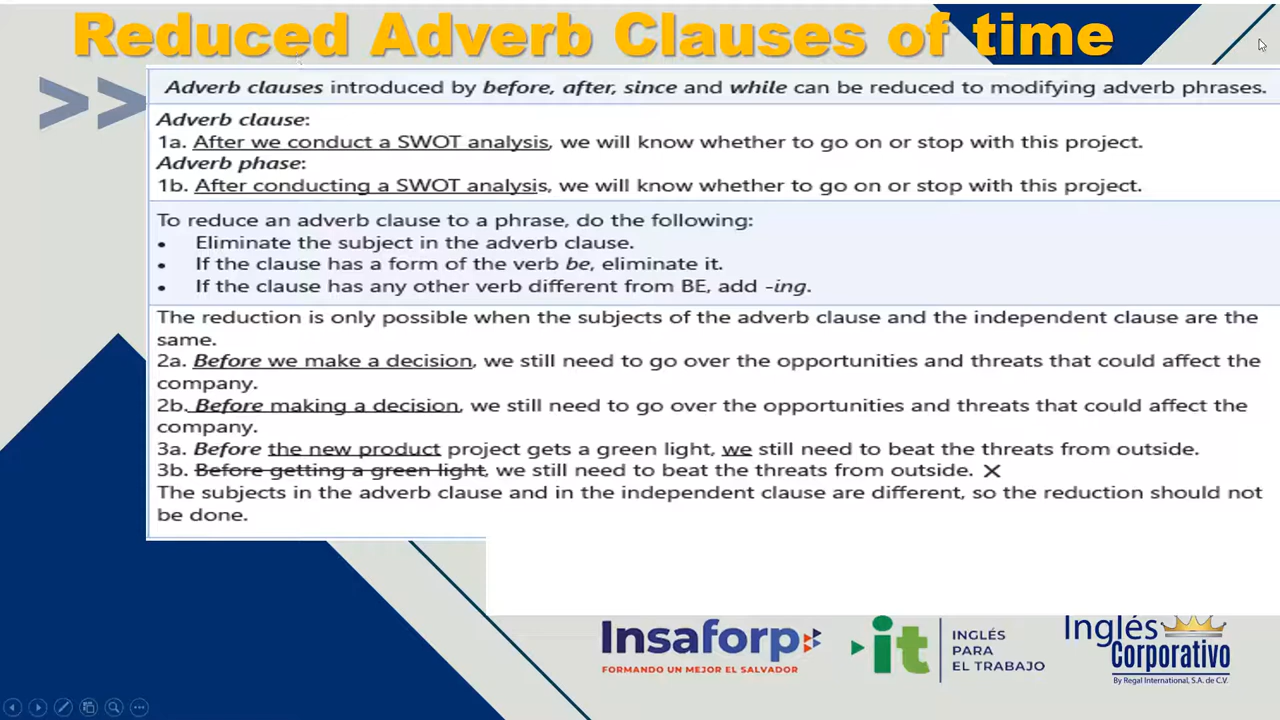 Reduced Adverb Clauses of time
Adverb clauses introduced by before, after, since and while can be reduced to modifying adverb phrases.
Adverb clause:
1a. After we conduct a SWOT analysis, we will know whether to go on or stop with this project.
Adverb phase:
1b. After conducting a SWOT analysis, we will know whether to go on or stop with this project.
To reduce an adverb clause to a phrase, do the following:
• Eliminate the subject in the adverb clause.
• If the clause has a form of the verb be, eliminate it.
• If the clause has any other verb different from BE, add -ing.
The reduction is only possible when the subjects of the adverb clause and the independent clause are the
same.
2a. Before we make a decision, we still need to go over the opportunities and threats that could affect the
company.
2b. Before making a decision, we still need to go over the opportunities and threats that could affect the
company.
3a. Before the new product project gets a green light, we still need to beat the threats from outside.
3b. Before getting a green light, we still need to beat the threats from outside. X
The subjects in the adverb clause and in the independent clause are different, so the reduction should not
be done.
Insaforp
FORMANDO UN MEJOR EL SALVADOR
it
INGLÉS
PARA
EL TRABAJO
Inglés
Corporativo
By Regal International, S.A. de C.V.